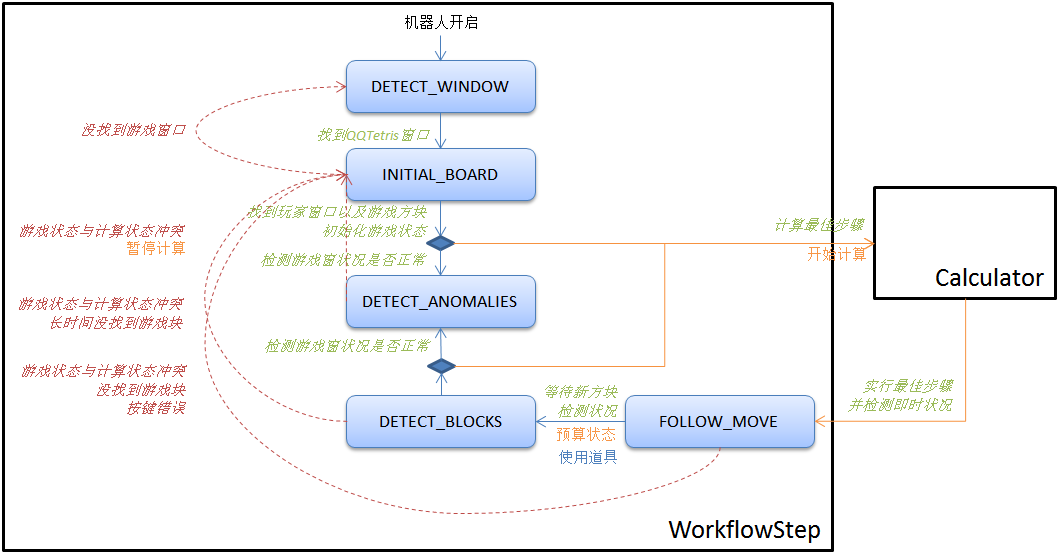 机器人开启
DETECT_WINDOW
没找到游戏窗口
找到QQTetris窗口
INITIAL_BOARD
找到玩家窗口以及游戏方块
初始化游戏状态
游戏状态与计算状态冲突
暂停计算
计算最佳步骤
开始计算
检测游戏窗状况是否正常
Calculator
DETECT_ANOMALIES
游戏状态与计算状态冲突
长时间没找到游戏块
检测游戏窗状况是否正常
游戏状态与计算状态冲突
没找到游戏块
按键错误
等待新方块
检测状况
预算状态
使用道具
实行最佳步骤
并检测即时状况
DETECT_BLOCKS
FOLLOW_MOVE
WorkflowStep